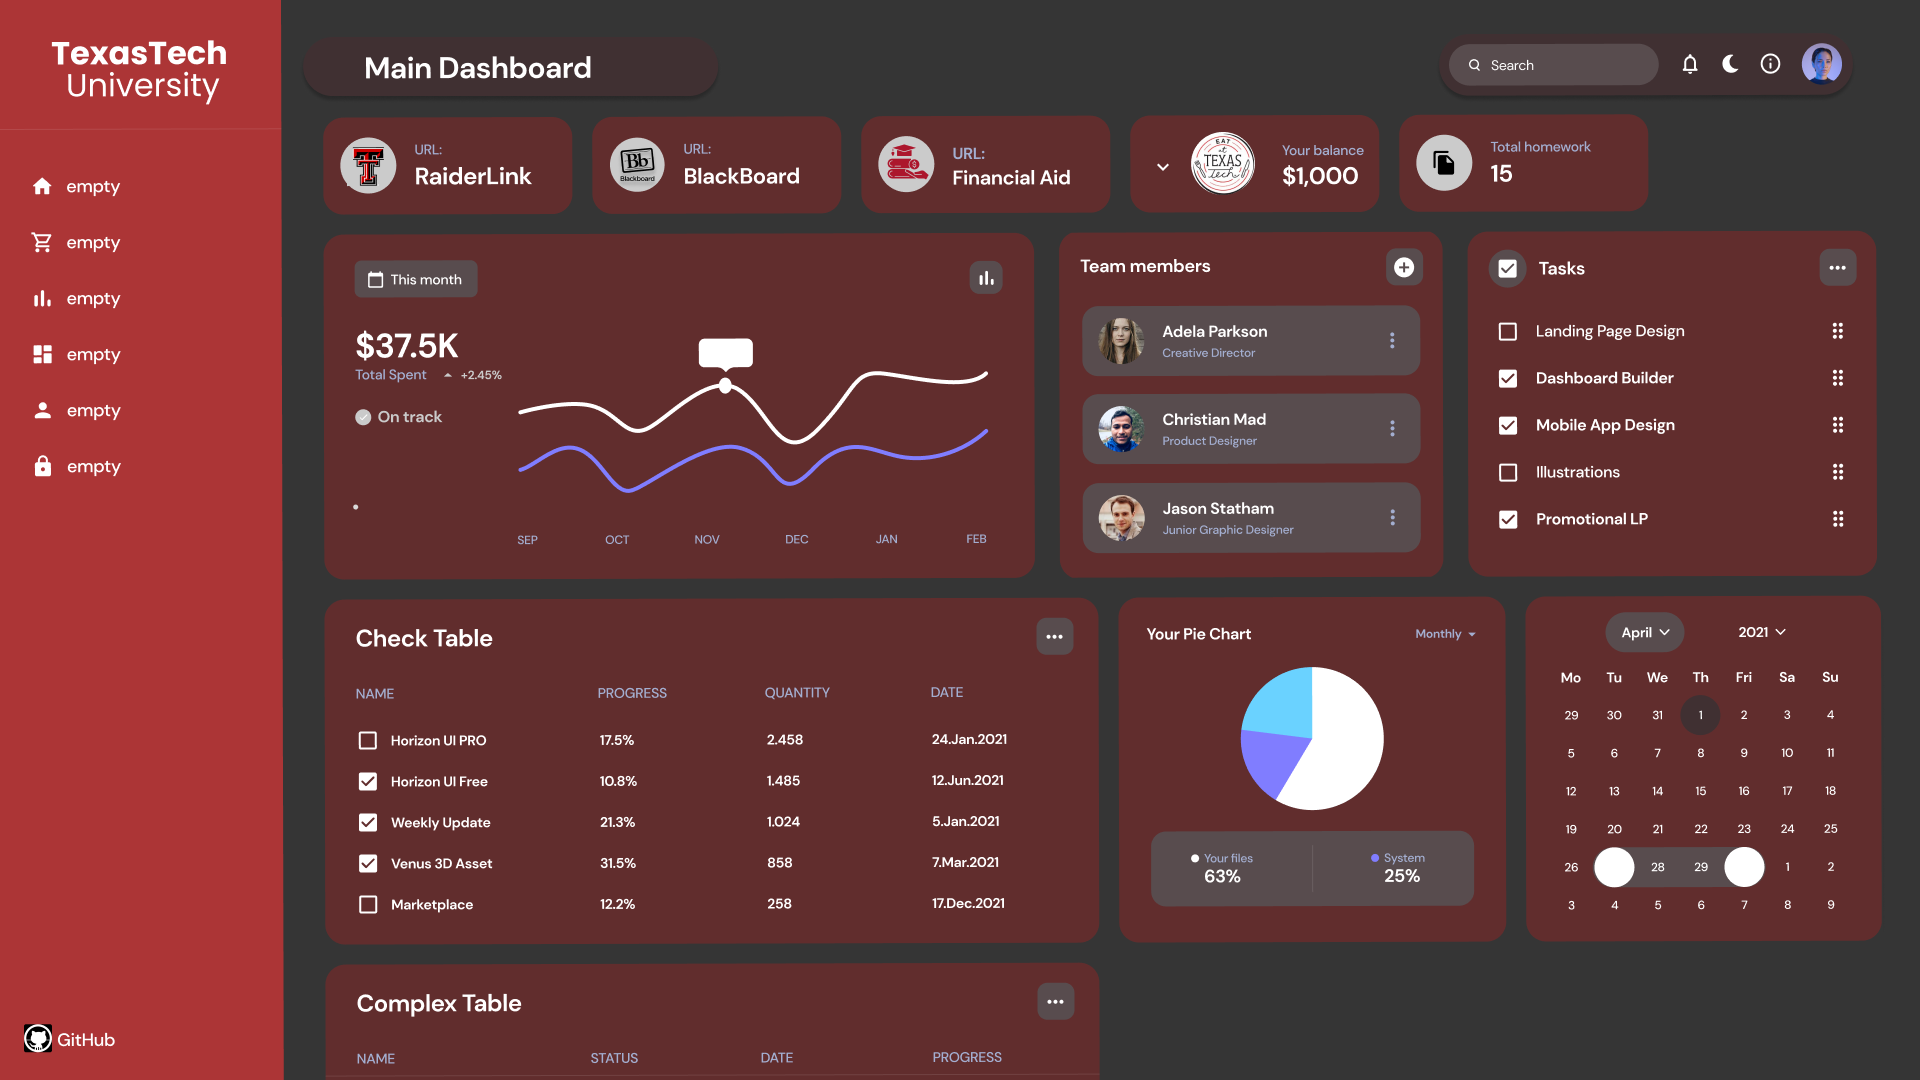 TexasTech
University
empty
empty
empty
empty
empty
empty
GitHub
Main Dashboard
Search
URL:
RaiderLink
Bb
Blackboard
URL:
BlackBoard
URL:
Financial Aid
EAT
at
TEXAS
tech
Your balance
$1,000
Total homework
15
This month
$37.5K
Total Spent +2.45%
On track
SEP OCT NOV DEC JAN FEB
Team members
Adela Parkson
Creative Director
Christian Mad
Product Designer
Jason Statham
Junior Graphic Designer
Tasks
Landing Page Design
Dashboard Builder
Mobile App Design
Illustrations
Promotional LP
Check Table
NAME PROGRESS QUANTITY DATE
Horizon UI PRO 17.5% 2.458 24.Jan.2021
Horizon UI Free 10.8% 1.485 12.Jun.2021
Weekly Update 21.3% 1.024 5.Jan.2021
Venus 3D Asset 31.5% 858 7.Mar.2021
Marketplace 12.2% 258 17.Dec.2021
Your Pie Chart
Monthly
Your files
63%
System
25%
April 2021
Mo Tu We Th Fri Sa Su
29 30 31 1 2 3 4
5 6 7 8 9 10 11
12 13 14 15 16 17 18
19 20 21 22 23 24 25
26 28 29 1 2
3 4 5 6 7 8 9
Complex Table
NAME STATUS DATE PROGRESS